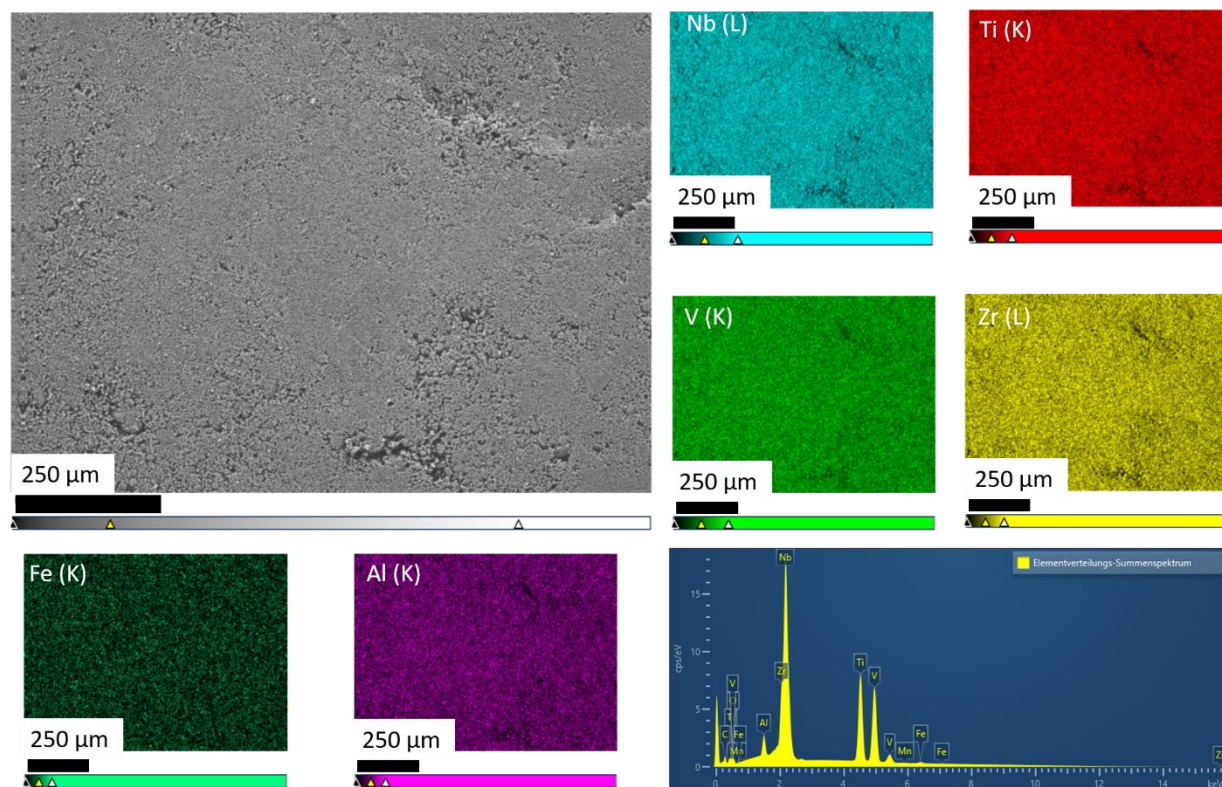 Nb (L)
Ti (K)
250 µm
250 µm
V (K)
Zr (L)
250 µm
250 µm
250 µm
Fe (K)
Al (K)
250 µm
250 µm
Elementverteilungs-Summenspektrum
cps/eV
15
10
5
0
Nb
Zr
Ti
V
V
O
Al
C
Fe
Mn
V
Mn
Fe
Fe
0
2
4
6
8
10
12
14
keV